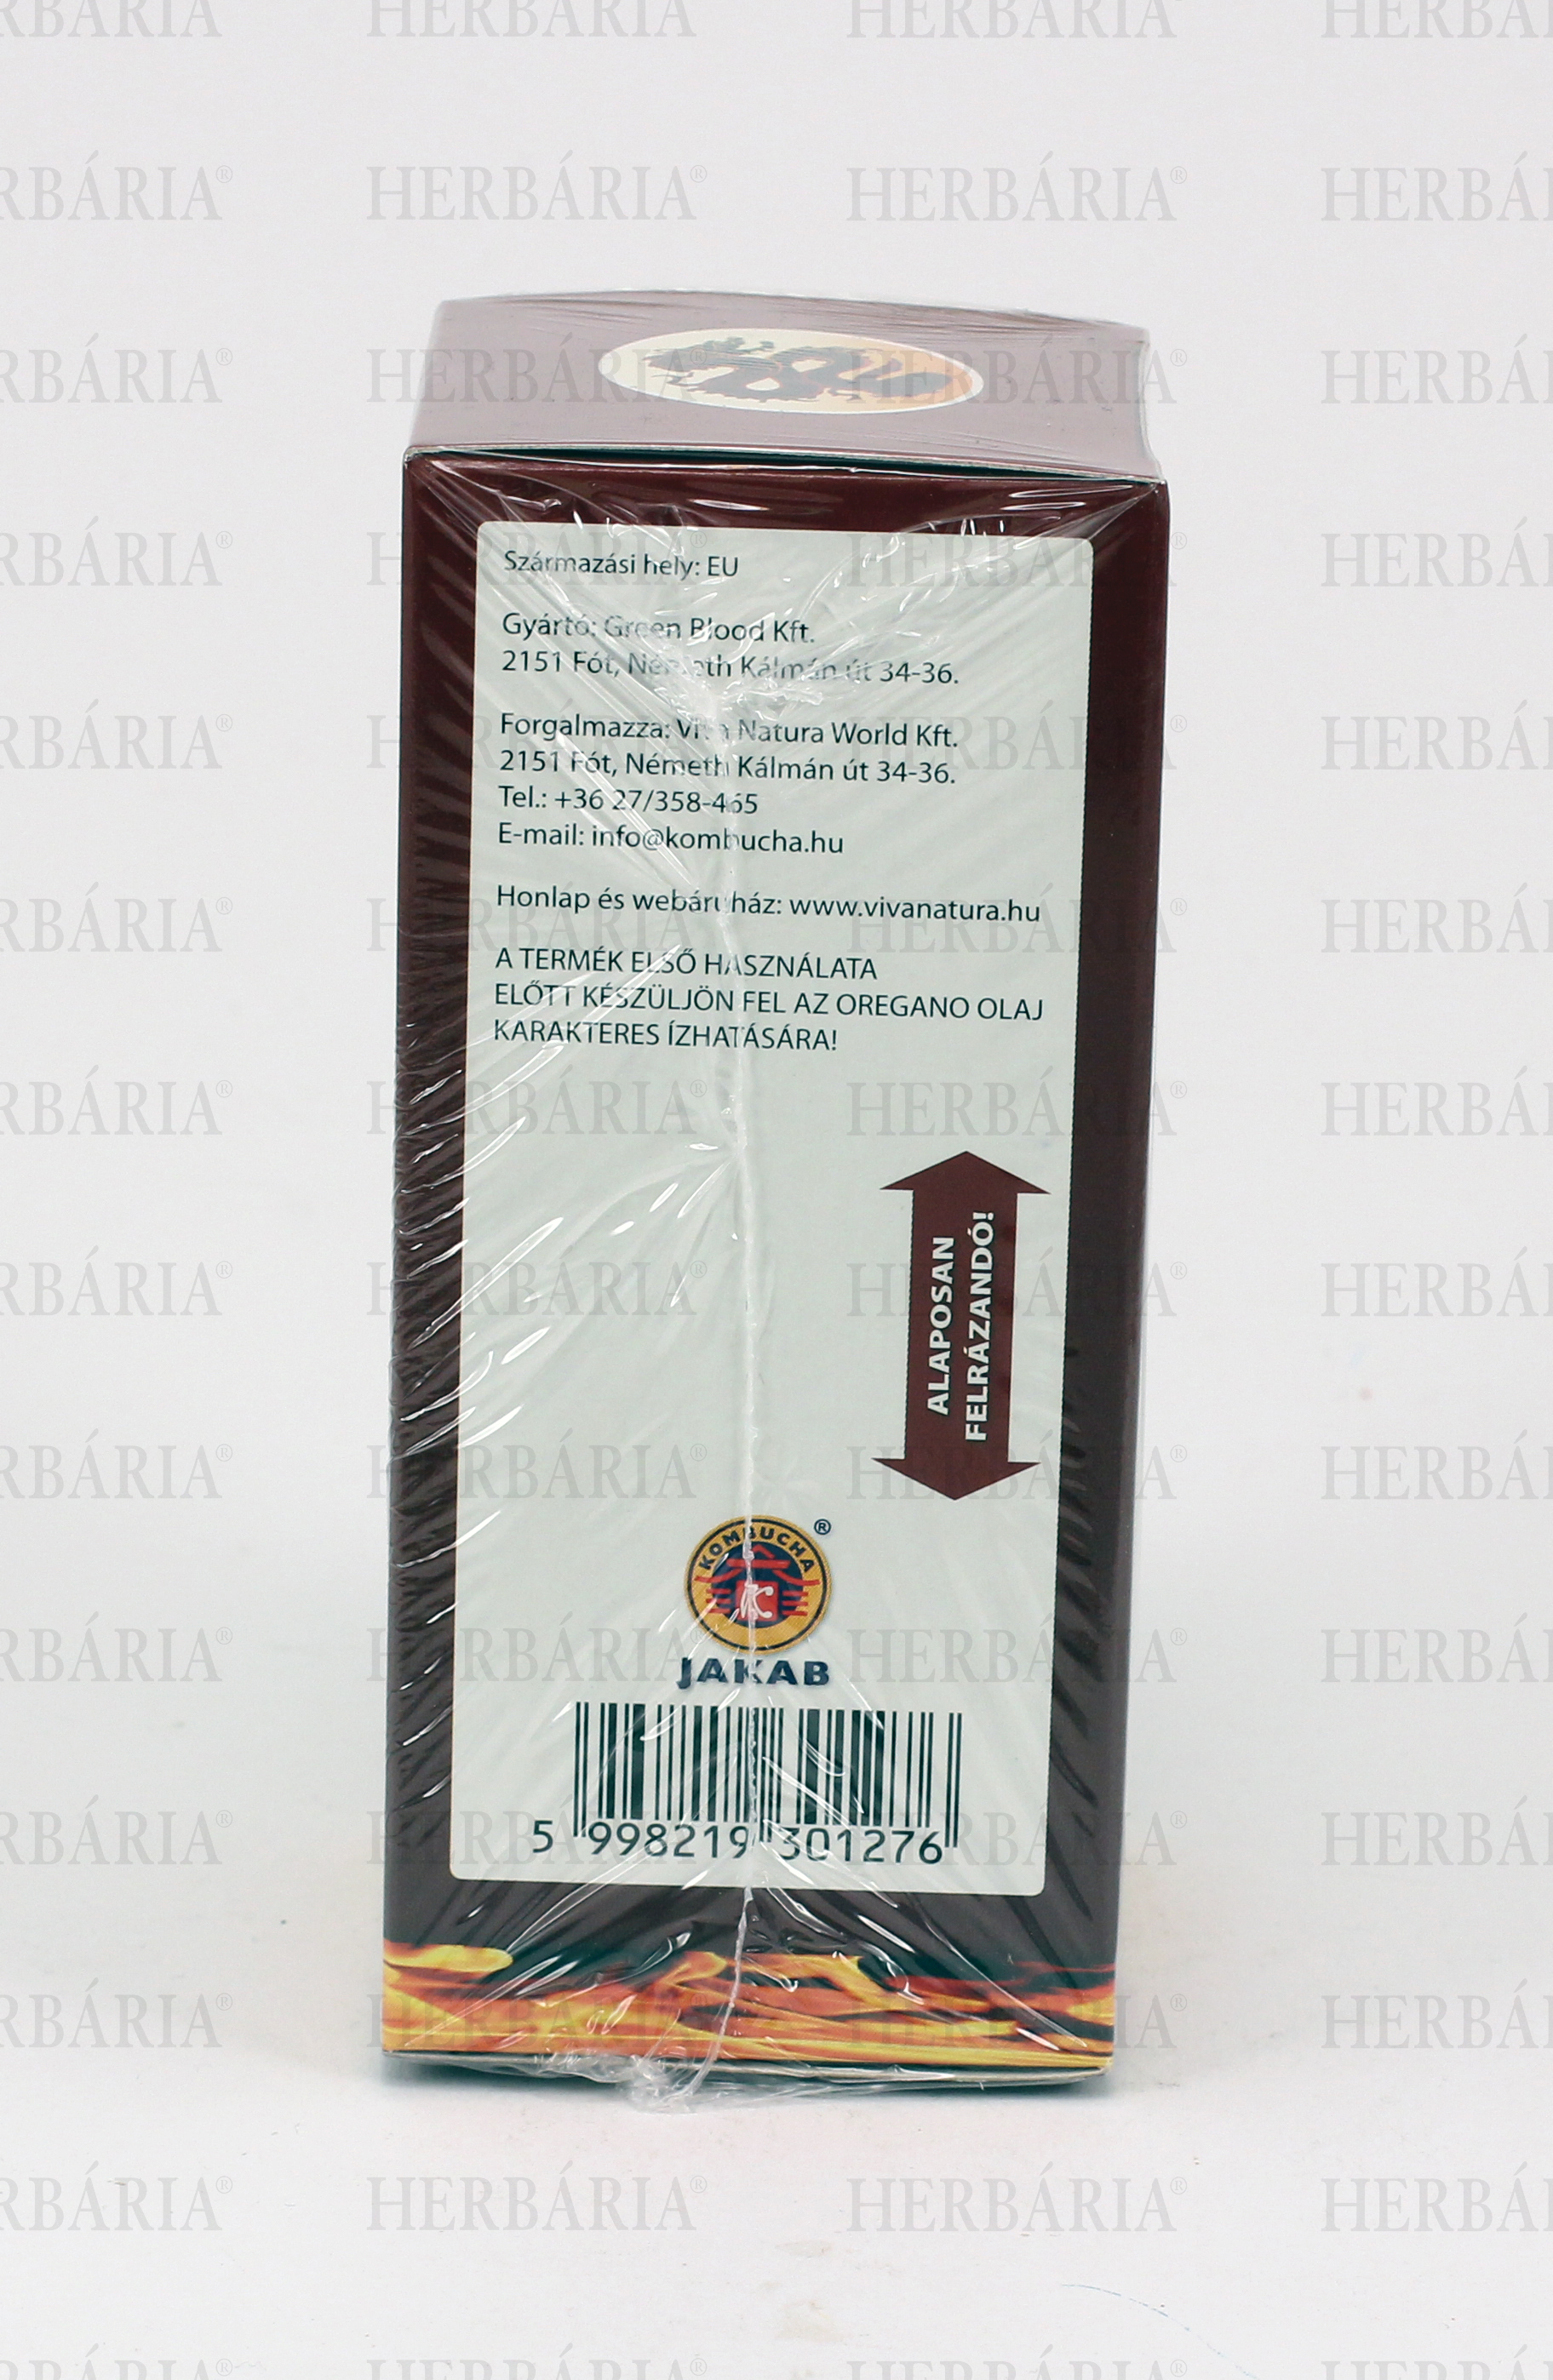 Származási hely: EU
Gyártó: Green Blood Kft.
2151 Fót, Németh Kálmán út 34-36.
Forgalmazza: Viva Natura World Kft.
2151 Fót, Németh Kálmán út 34-36.
Tel.: +36 27/358-465
E-mail: info@kombucha.hu
Honlap és webáruház: www.vivanatura.hu
A TERMÉK ELSŐ HASZNÁLATA
ELŐTT KÉSZÜLJÖN FEL AZ OREGANO OLAJ
KARAKTERES ÍZHATÁSÁRA!
ALAPOSAN
FELRÁZANDÓ!
KOMBUCHA ®
K
JAKAB
5 998219 301276
HERBÁRIA®